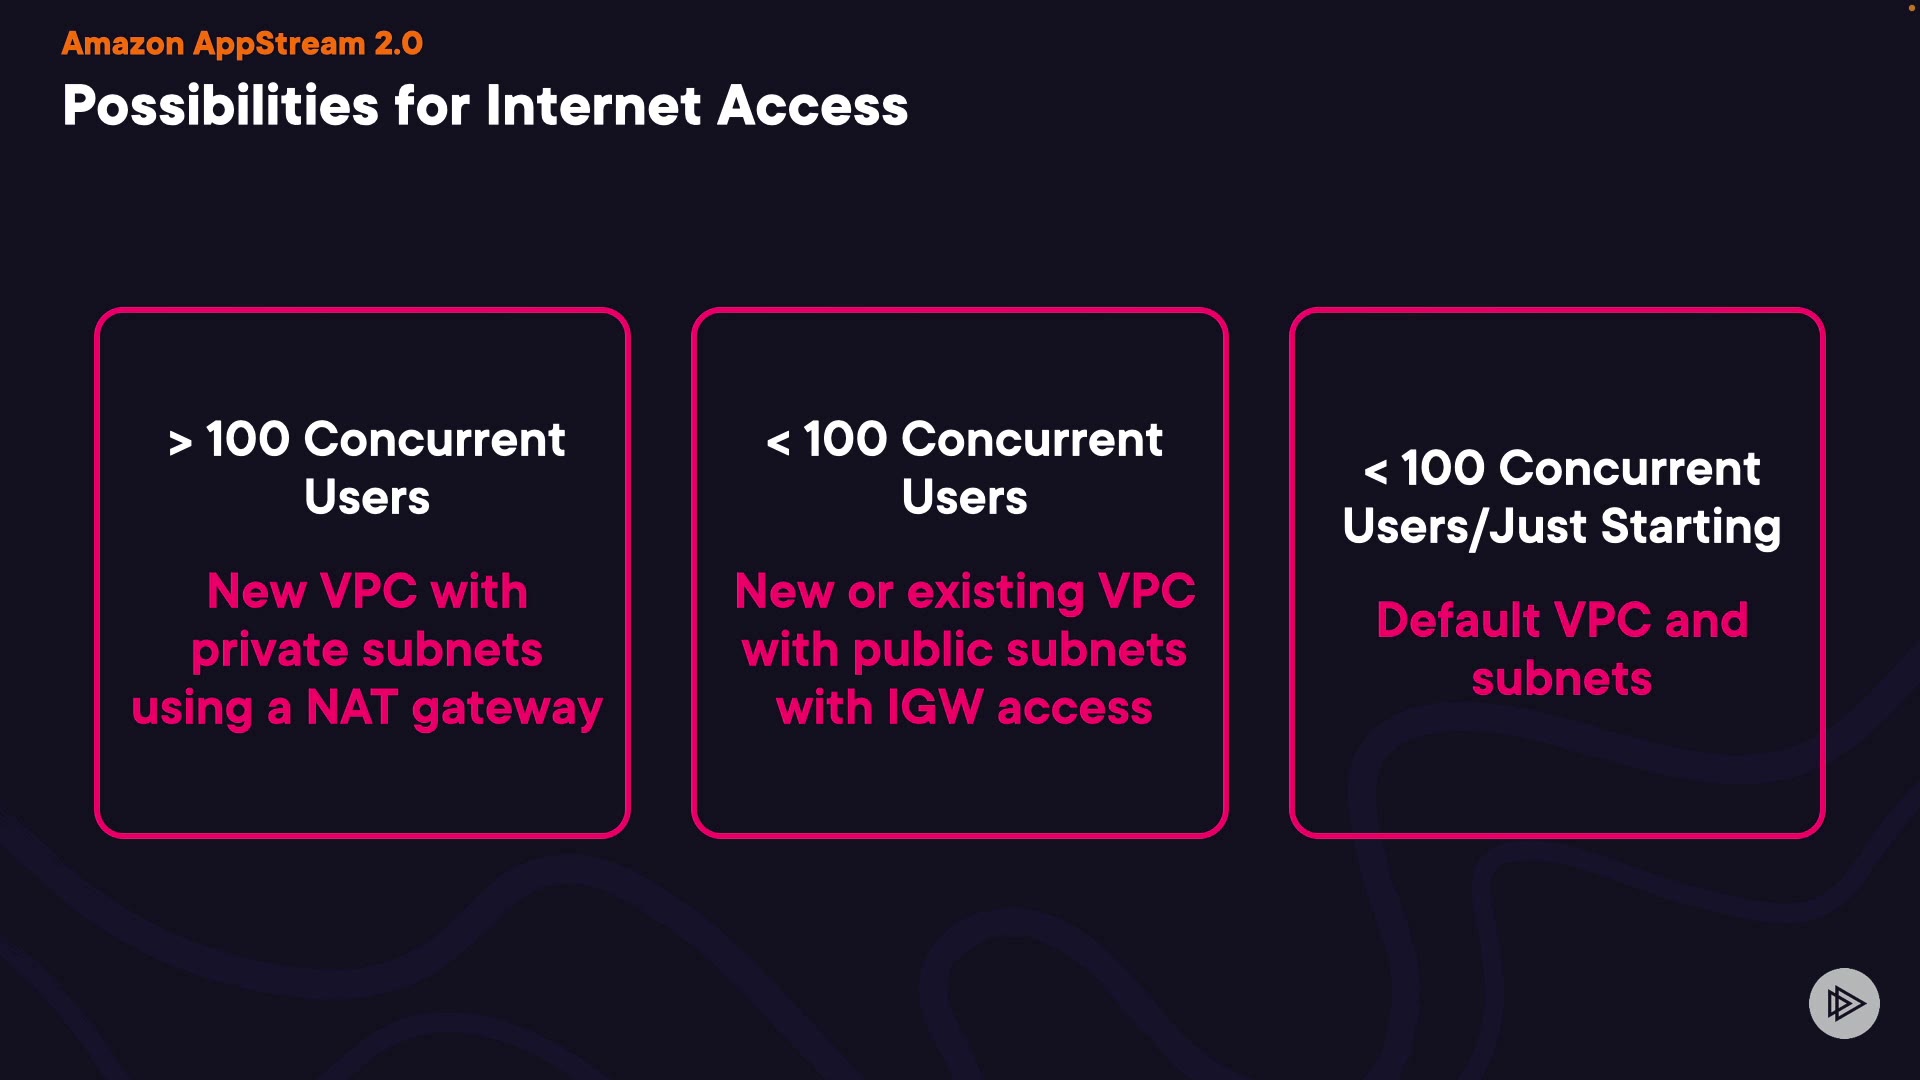 Amazon AppStream 2.0
Possibilities for Internet Access
> 100 Concurrent
Users
New VPC with
private subnets
using a NAT gateway
< 100 Concurrent
Users
New or existing VPC
with public subnets
with IGW access
< 100 Concurrent
Users/Just Starting
Default VPC and
subnets